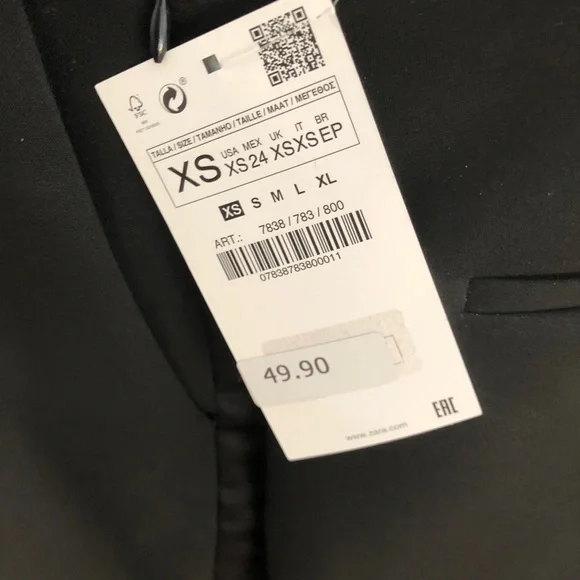 FSC
®
TALLA / SIZE / TAMANHO / TAILLE / MAAT / ΜΕΓΕΘΟΣ
XS
USA MEX UK IT BR
XS 24 XS XS EP
XS S M L XL
ART.: 7838 / 783 / 800
07838783800011
49.90
EAC
www.zara.com